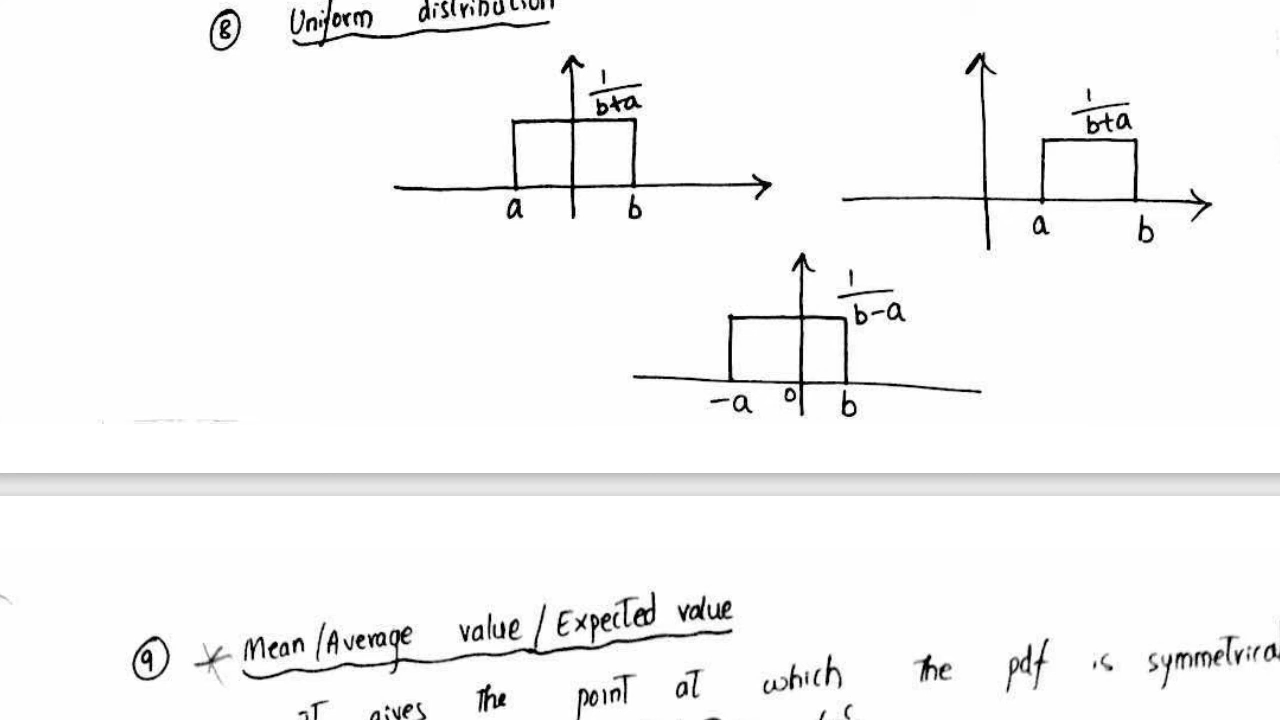 ⑧ Uniform distribution
1/(b+a) 1/(b+a)
a b a b
1/(b-a)
-a 0 b
⑨ * Mean/Average value/Expected value
IT gives the point at which the pdf is symmetrical